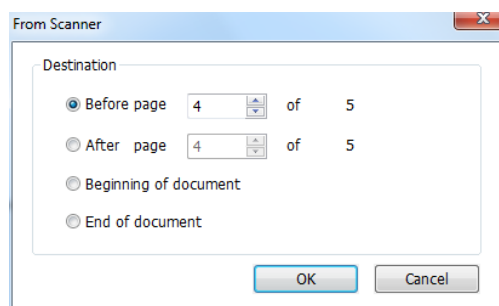 From Scanner
Destination
Before page 4 of 5
After page 4 of 5
Beginning of document
End of document
OK Cancel